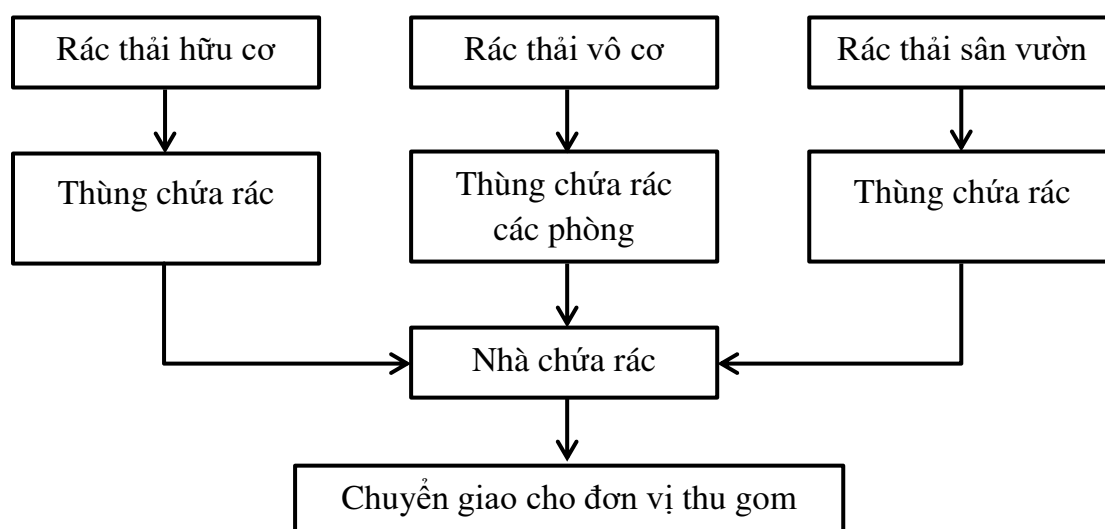 Rác thải hữu cơ
Rác thải vô cơ
Rác thải sân vườn
Thùng chứa rác
Thùng chứa rác
các phòng
Thùng chứa rác
Nhà chứa rác
Chuyển giao cho đơn vị thu gom